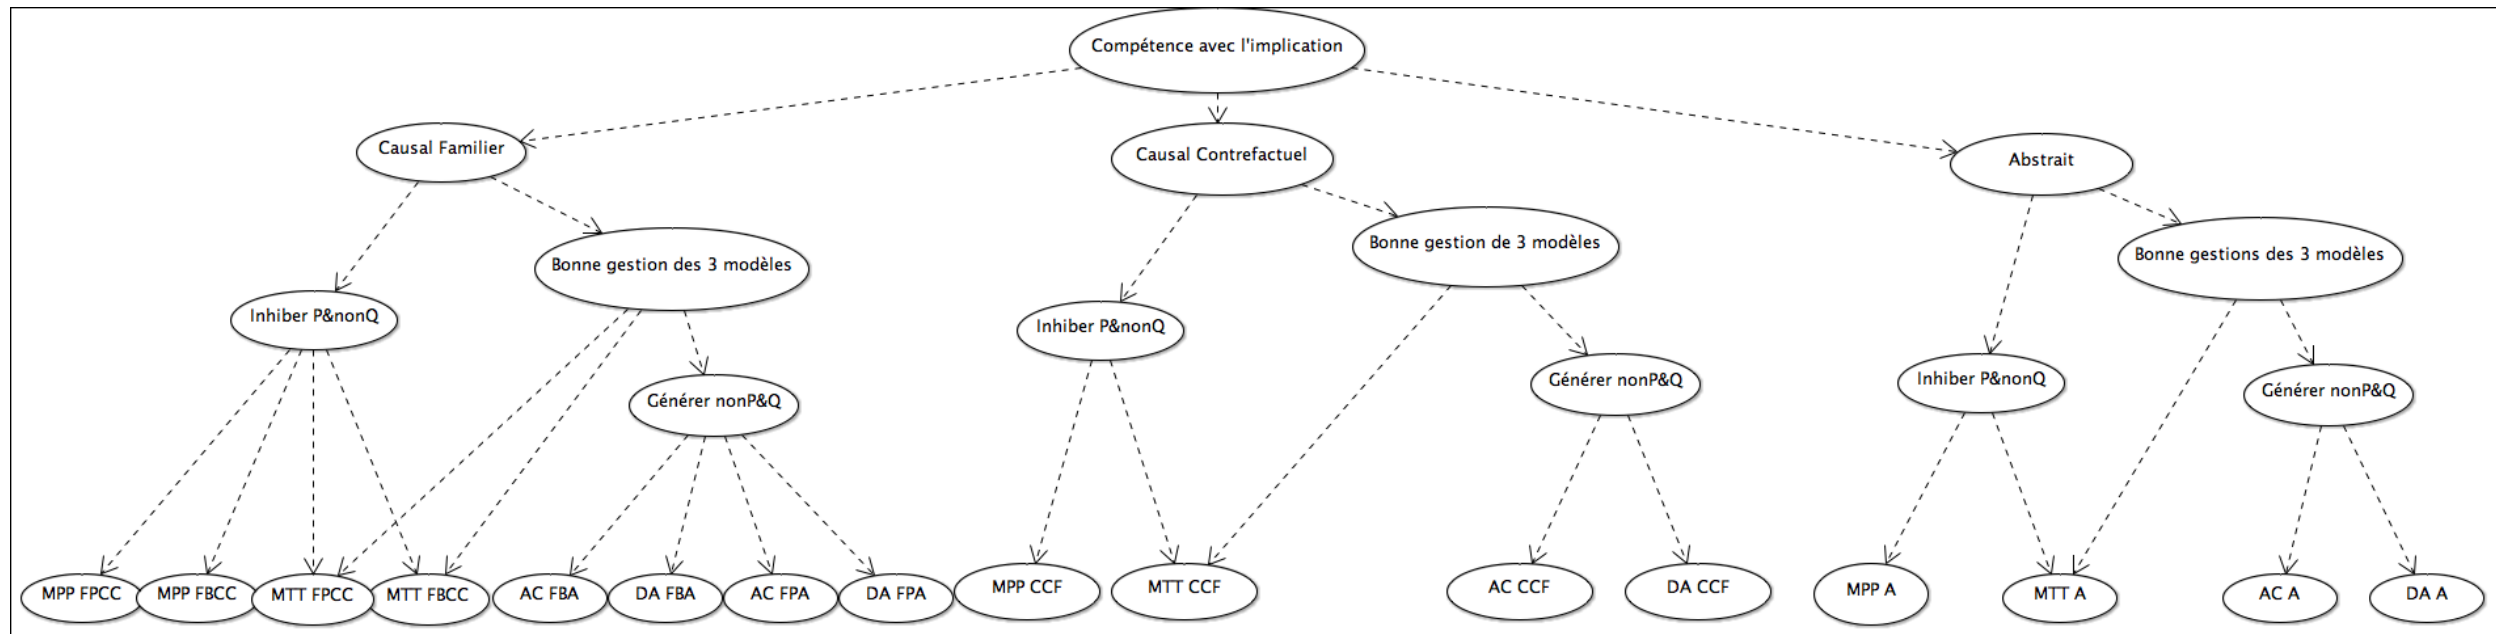 Compétence avec l'implication
Causal Familier
Causal Contrefactuel
Abstrait
Bonne gestion des 3 modèles
Bonne gestion de 3 modèles
Bonne gestions des 3 modèles
Inhiber P&nonQ
Inhiber P&nonQ
Inhiber P&nonQ
Générer nonP&Q
Générer nonP&Q
Générer nonP&Q
MPP FPCC
MPP FBCC
MTT FPCC
MTT FBCC
AC FBA
DA FBA
AC FPA
DA FPA
MPP CCF
MTT CCF
AC CCF
DA CCF
MPP A
MTT A
AC A
DA A